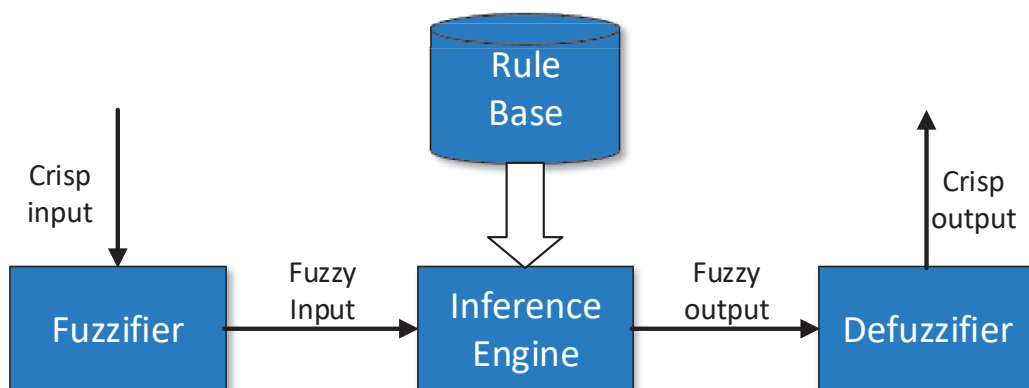 Rule
Base
Crisp
input
Crisp
output
Fuzzy
Input
Fuzzy
output
Fuzzifier
Inference
Engine
Defuzzifier